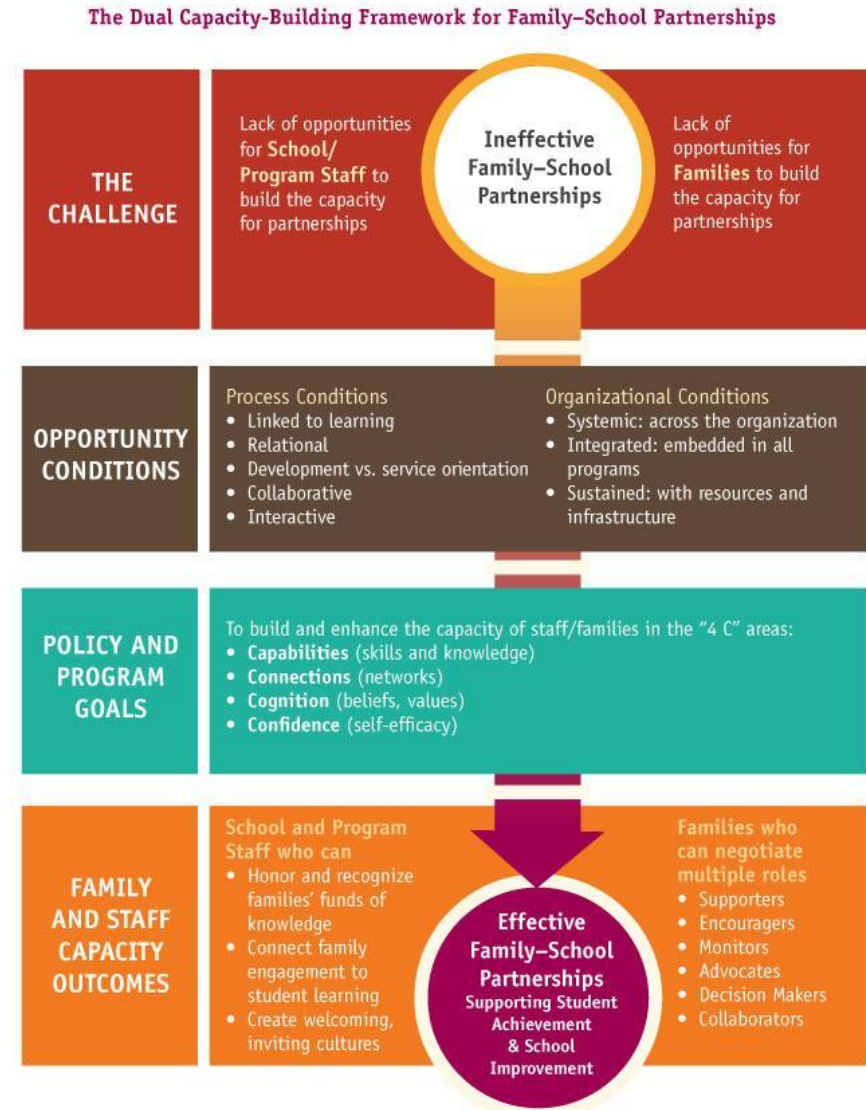 The Dual Capacity-Building Framework for Family–School Partnerships
THE
CHALLENGE
Lack of opportunities
for School/
Program Staff to
build the capacity
for partnerships
Ineffective
Family–School
Partnerships
Lack of
opportunities for
Families to build
the capacity for
partnerships
OPPORTUNITY
CONDITIONS
Process Conditions
• Linked to learning
• Relational
• Development vs. service orientation
• Collaborative
• Interactive
Organizational Conditions
• Systemic: across the organization
• Integrated: embedded in all
programs
• Sustained: with resources and
infrastructure
POLICY AND
PROGRAM
GOALS
To build and enhance the capacity of staff/families in the “4 C” areas:
• Capabilities (skills and knowledge)
• Connections (networks)
• Cognition (beliefs, values)
• Confidence (self-efficacy)
FAMILY
AND STAFF
CAPACITY
OUTCOMES
School and Program
Staff who can
• Honor and recognize
families’ funds of
knowledge
• Connect family
engagement to
student learning
• Create welcoming,
inviting cultures
Effective
Family–School
Partnerships
Supporting Student
Achievement
& School
Improvement
Families who
can negotiate
multiple roles
• Supporters
• Encouragers
• Monitors
• Advocates
• Decision Makers
• Collaborators